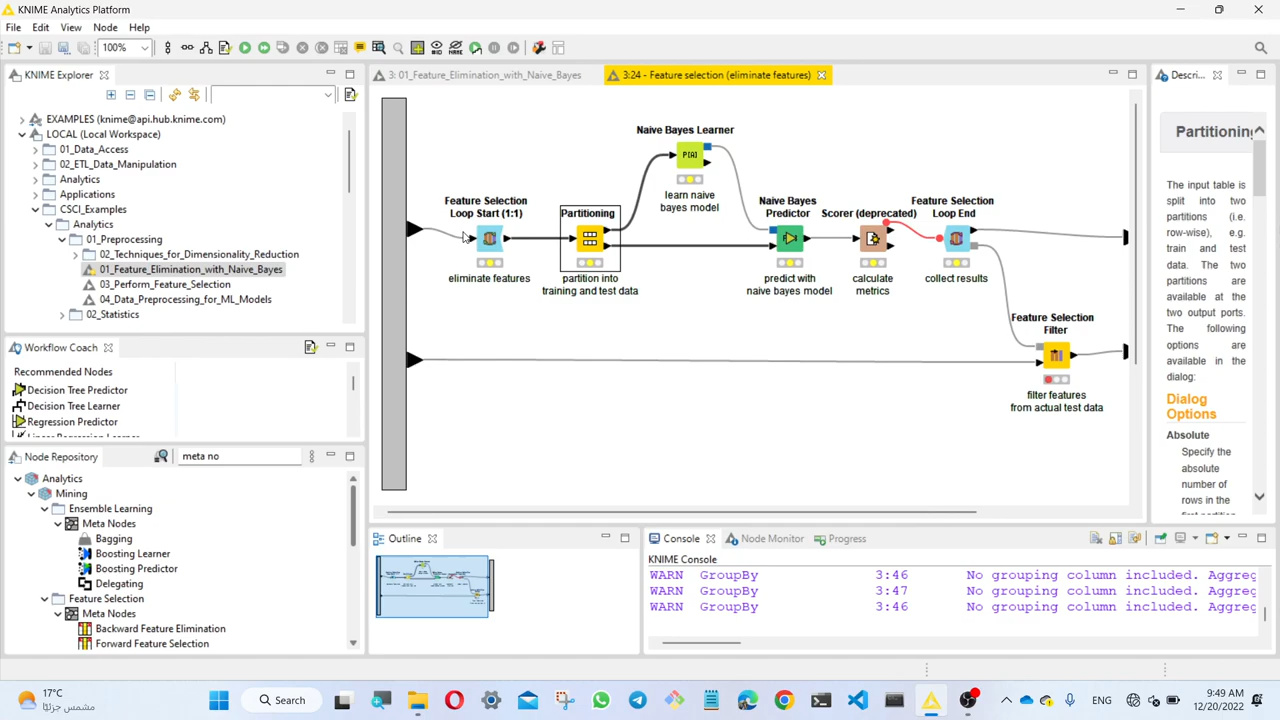 KNIME Analytics Platform
File Edit View Node Help
100%
KNIME Explorer
EXAMPLES (knime@api.hub.knime.com)
LOCAL (Local Workspace)
01_Data_Access
02_ETL_Data_Manipulation
Analytics
Applications
CSCI_Examples
Analytics
01_Preprocessing
02_Techniques_for_Dimensionality_Reduction
01_Feature_Elimination_with_Naive_Bayes
03_Perform_Feature_Selection
04_Data_Preprocessing_for_ML_Models
02_Statistics
Workflow Coach
Recommended Nodes
Decision Tree Predictor
Decision Tree Learner
Regression Predictor
Linear Regression Learner
Node Repository
meta no
Analytics
Mining
Ensemble Learning
Meta Nodes
Bagging
Boosting Learner
Boosting Predictor
Delegating
Feature Selection
Meta Nodes
Backward Feature Elimination
Forward Feature Selection
3: 01_Feature_Elimination_with_Naive_Bayes
3:24 - Feature selection (eliminate features)
Naive Bayes Learner
P[A]
learn naive
bayes model
Feature Selection
Loop Start (1:1)
eliminate features
Partitioning
partition into
training and test data
Naive Bayes
Predictor
predict with
naive bayes model
Scorer (deprecated)
calculate
metrics
Feature Selection
Loop End
collect results
Feature Selection
Filter
filter features
from actual test data
Descri...
Partitioning
The input table is
split into two
partitions (i.e.
row-wise), e.g.
train and test
data. The two
partitions are
available at the
two output ports.
The following
options are
available in the
dialog:
Dialog
Options
Absolute
Specify the
absolute
number of
rows in the
Outline
Console
Node Monitor
Progress
KNIME Console
WARN GroupBy 3:46 No grouping column included. Aggreg
WARN GroupBy 3:47 No grouping column included. Aggreg
WARN GroupBy 3:46 No grouping column included. Aggreg
17°C
مشمس جزئيًا
Search
ENG
9:49 AM
12/20/2022